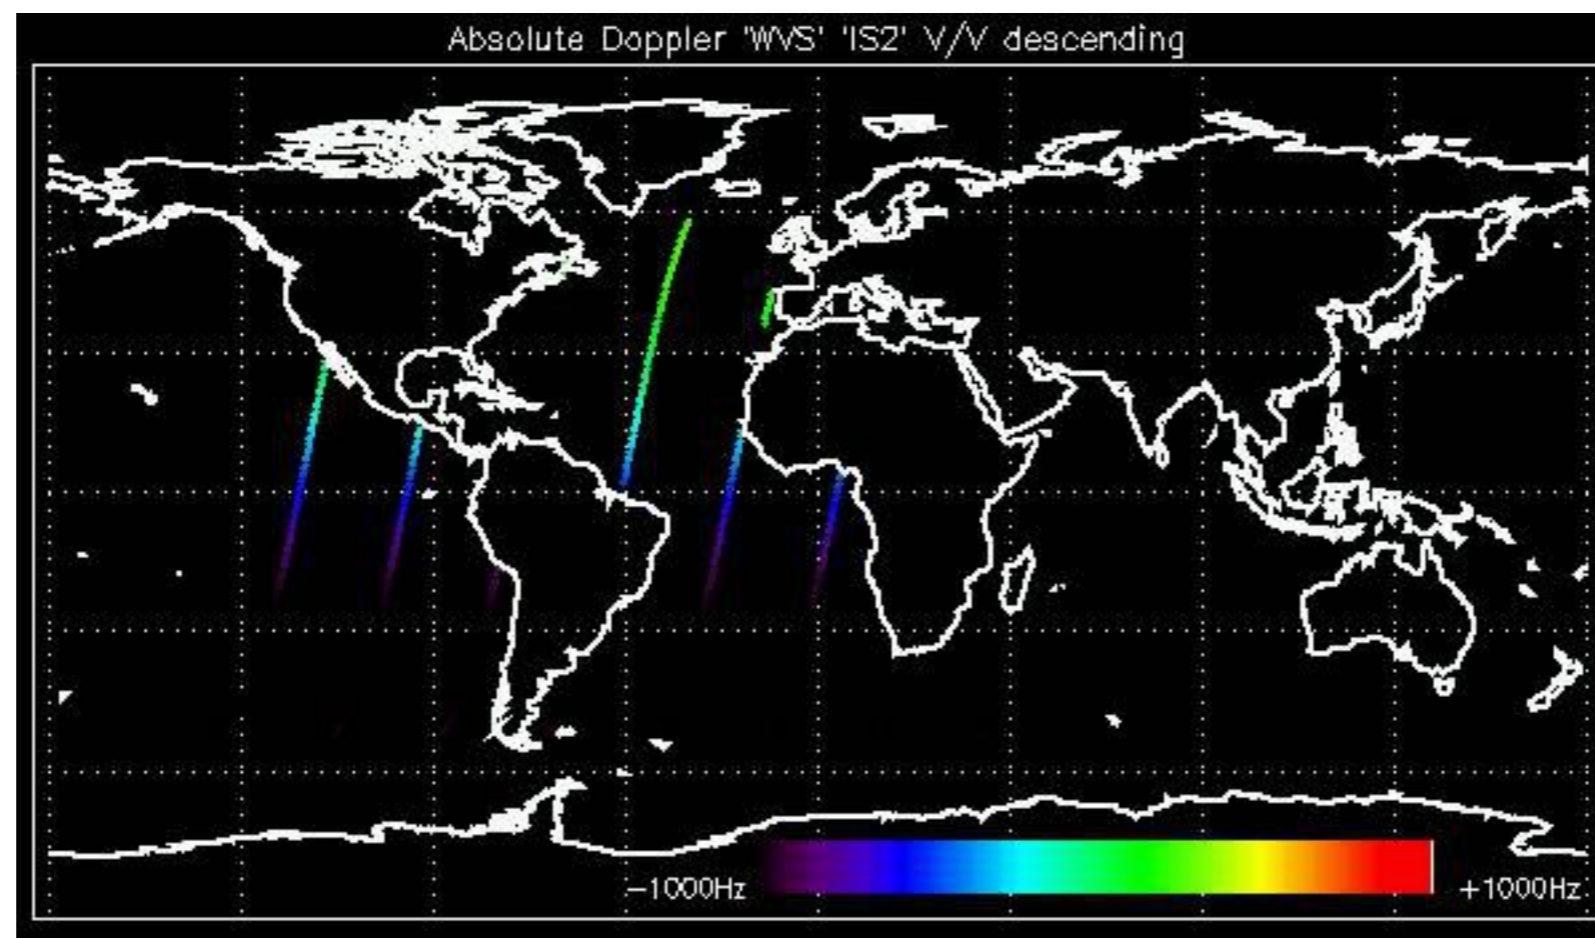 Absolute Doppler 'WVS' 'IS2' V/V descending
−1000Hz +1000Hz